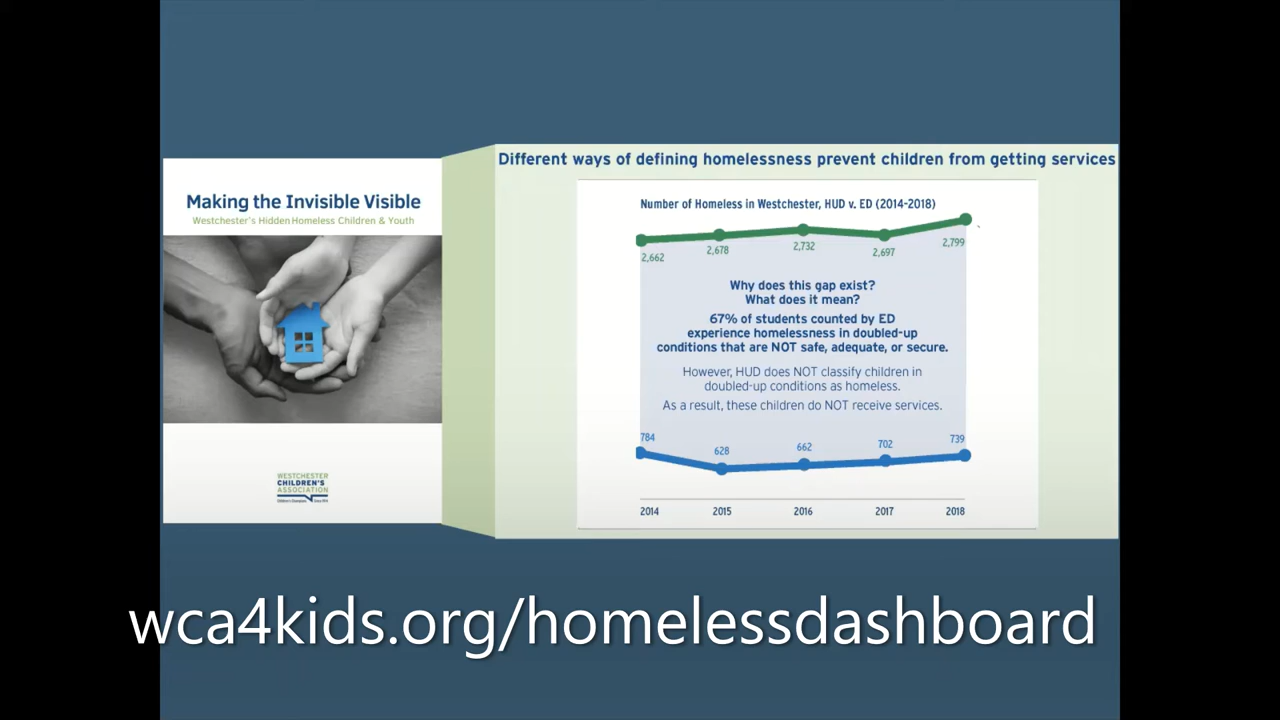 Making the Invisible Visible
Westchester's Hidden Homeless Children & Youth
WESTCHESTER
CHILDREN'S
ASSOCIATION
Different ways of defining homelessness prevent children from getting services
Number of Homeless in Westchester, HUD v. ED (2014-2018)
2,662
2,678
2,732
2,697
2,799
Why does this gap exist?
What does it mean?
67% of students counted by ED
experience homelessness in doubled-up
conditions that are NOT safe, adequate, or secure.
However, HUD does NOT classify children in
doubled-up conditions as homeless.
As a result, these children do NOT receive services.
784
628
662
702
739
2014 2015 2016 2017 2018
wca4kids.org/homelessdashboard